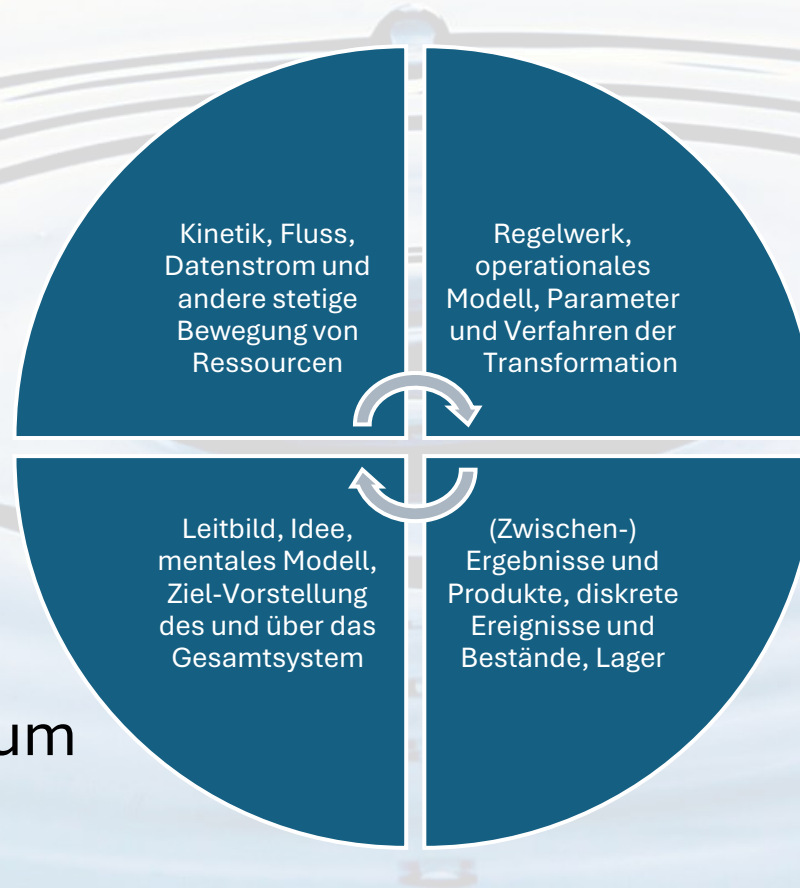 Kinetik, Fluss,
Datenstrom und
andere stetige
Bewegung von
Ressourcen
Regelwerk,
operationales
Modell, Parameter
und Verfahren der
Transformation
Leitbild, Idee,
mentales Modell,
Ziel-Vorstellung
des und über das
Gesamtsystem
(Zwischen-)
Ergebnisse und
Produkte, diskrete
Ereignisse und
Bestände, Lager
um